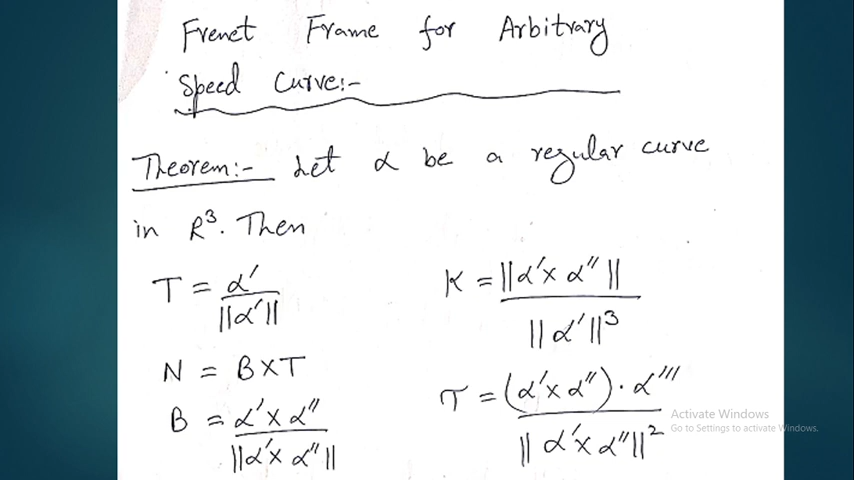 Frenet Frame for Arbitrary
Speed Curve:-
Theorem:- Let α be a regular curve
in R³. Then
T = α' / ||α'||
K = ||α' x α'' || / || α' ||³
N = B X T
B = α' x α'' / ||α' x α'' ||
τ = (α' x α'') · α''' / || α' x α'' ||²
Activate Windows
Go to Settings to activate Windows.